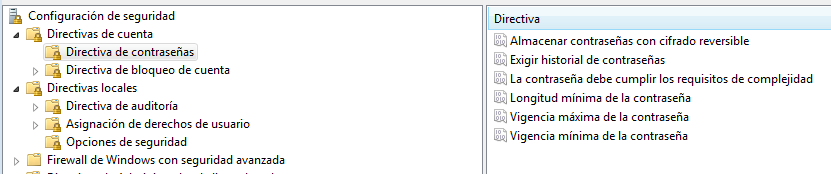 Configuración de seguridad
Directivas de cuenta
Directiva de contraseñas
Directiva de bloqueo de cuenta
Directivas locales
Directiva de auditoría
Asignación de derechos de usuario
Opciones de seguridad
Firewall de Windows con seguridad avanzada
Directiva
Almacenar contraseñas con cifrado reversible
Exigir historial de contraseñas
La contraseña debe cumplir los requisitos de complejidad
Longitud mínima de la contraseña
Vigencia máxima de la contraseña
Vigencia mínima de la contraseña